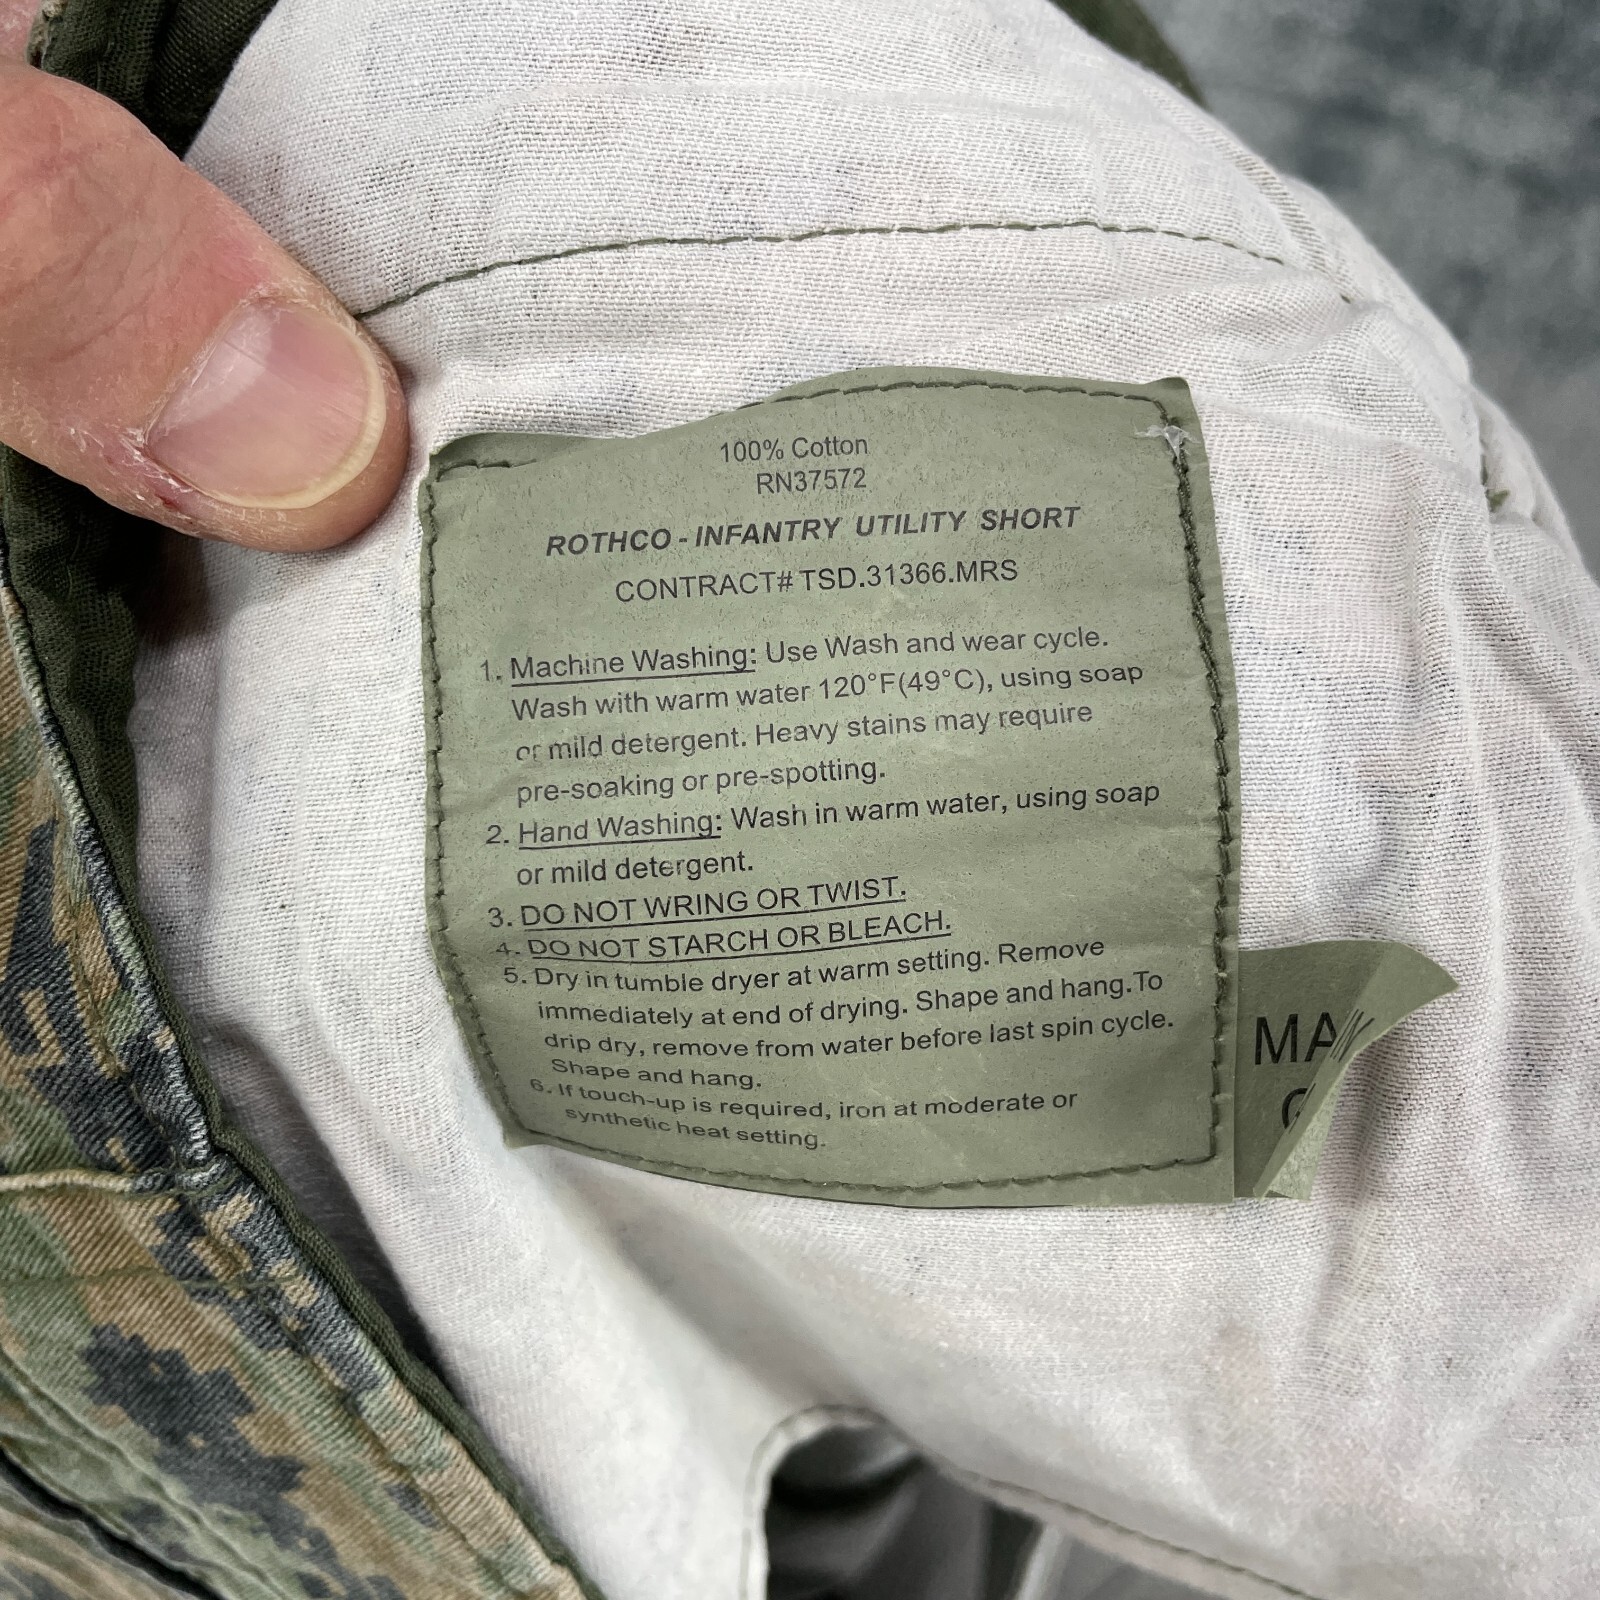 100% Cotton
RN37572
ROTHCO - INFANTRY UTILITY SHORT
CONTRACT# TSD.31366.MRS
1. Machine Washing: Use Wash and wear cycle.
Wash with warm water 120°F(49°C), using soap
or mild detergent. Heavy stains may require
pre-soaking or pre-spotting.
2. Hand Washing: Wash in warm water, using soap
or mild detergent.
3. DO NOT WRING OR TWIST.
4. DO NOT STARCH OR BLEACH.
5. Dry in tumble dryer at warm setting. Remove
immediately at end of drying. Shape and hang.To
drip dry, remove from water before last spin cycle.
Shape and hang.
6. If touch-up is required, iron at moderate or
synthetic heat setting.